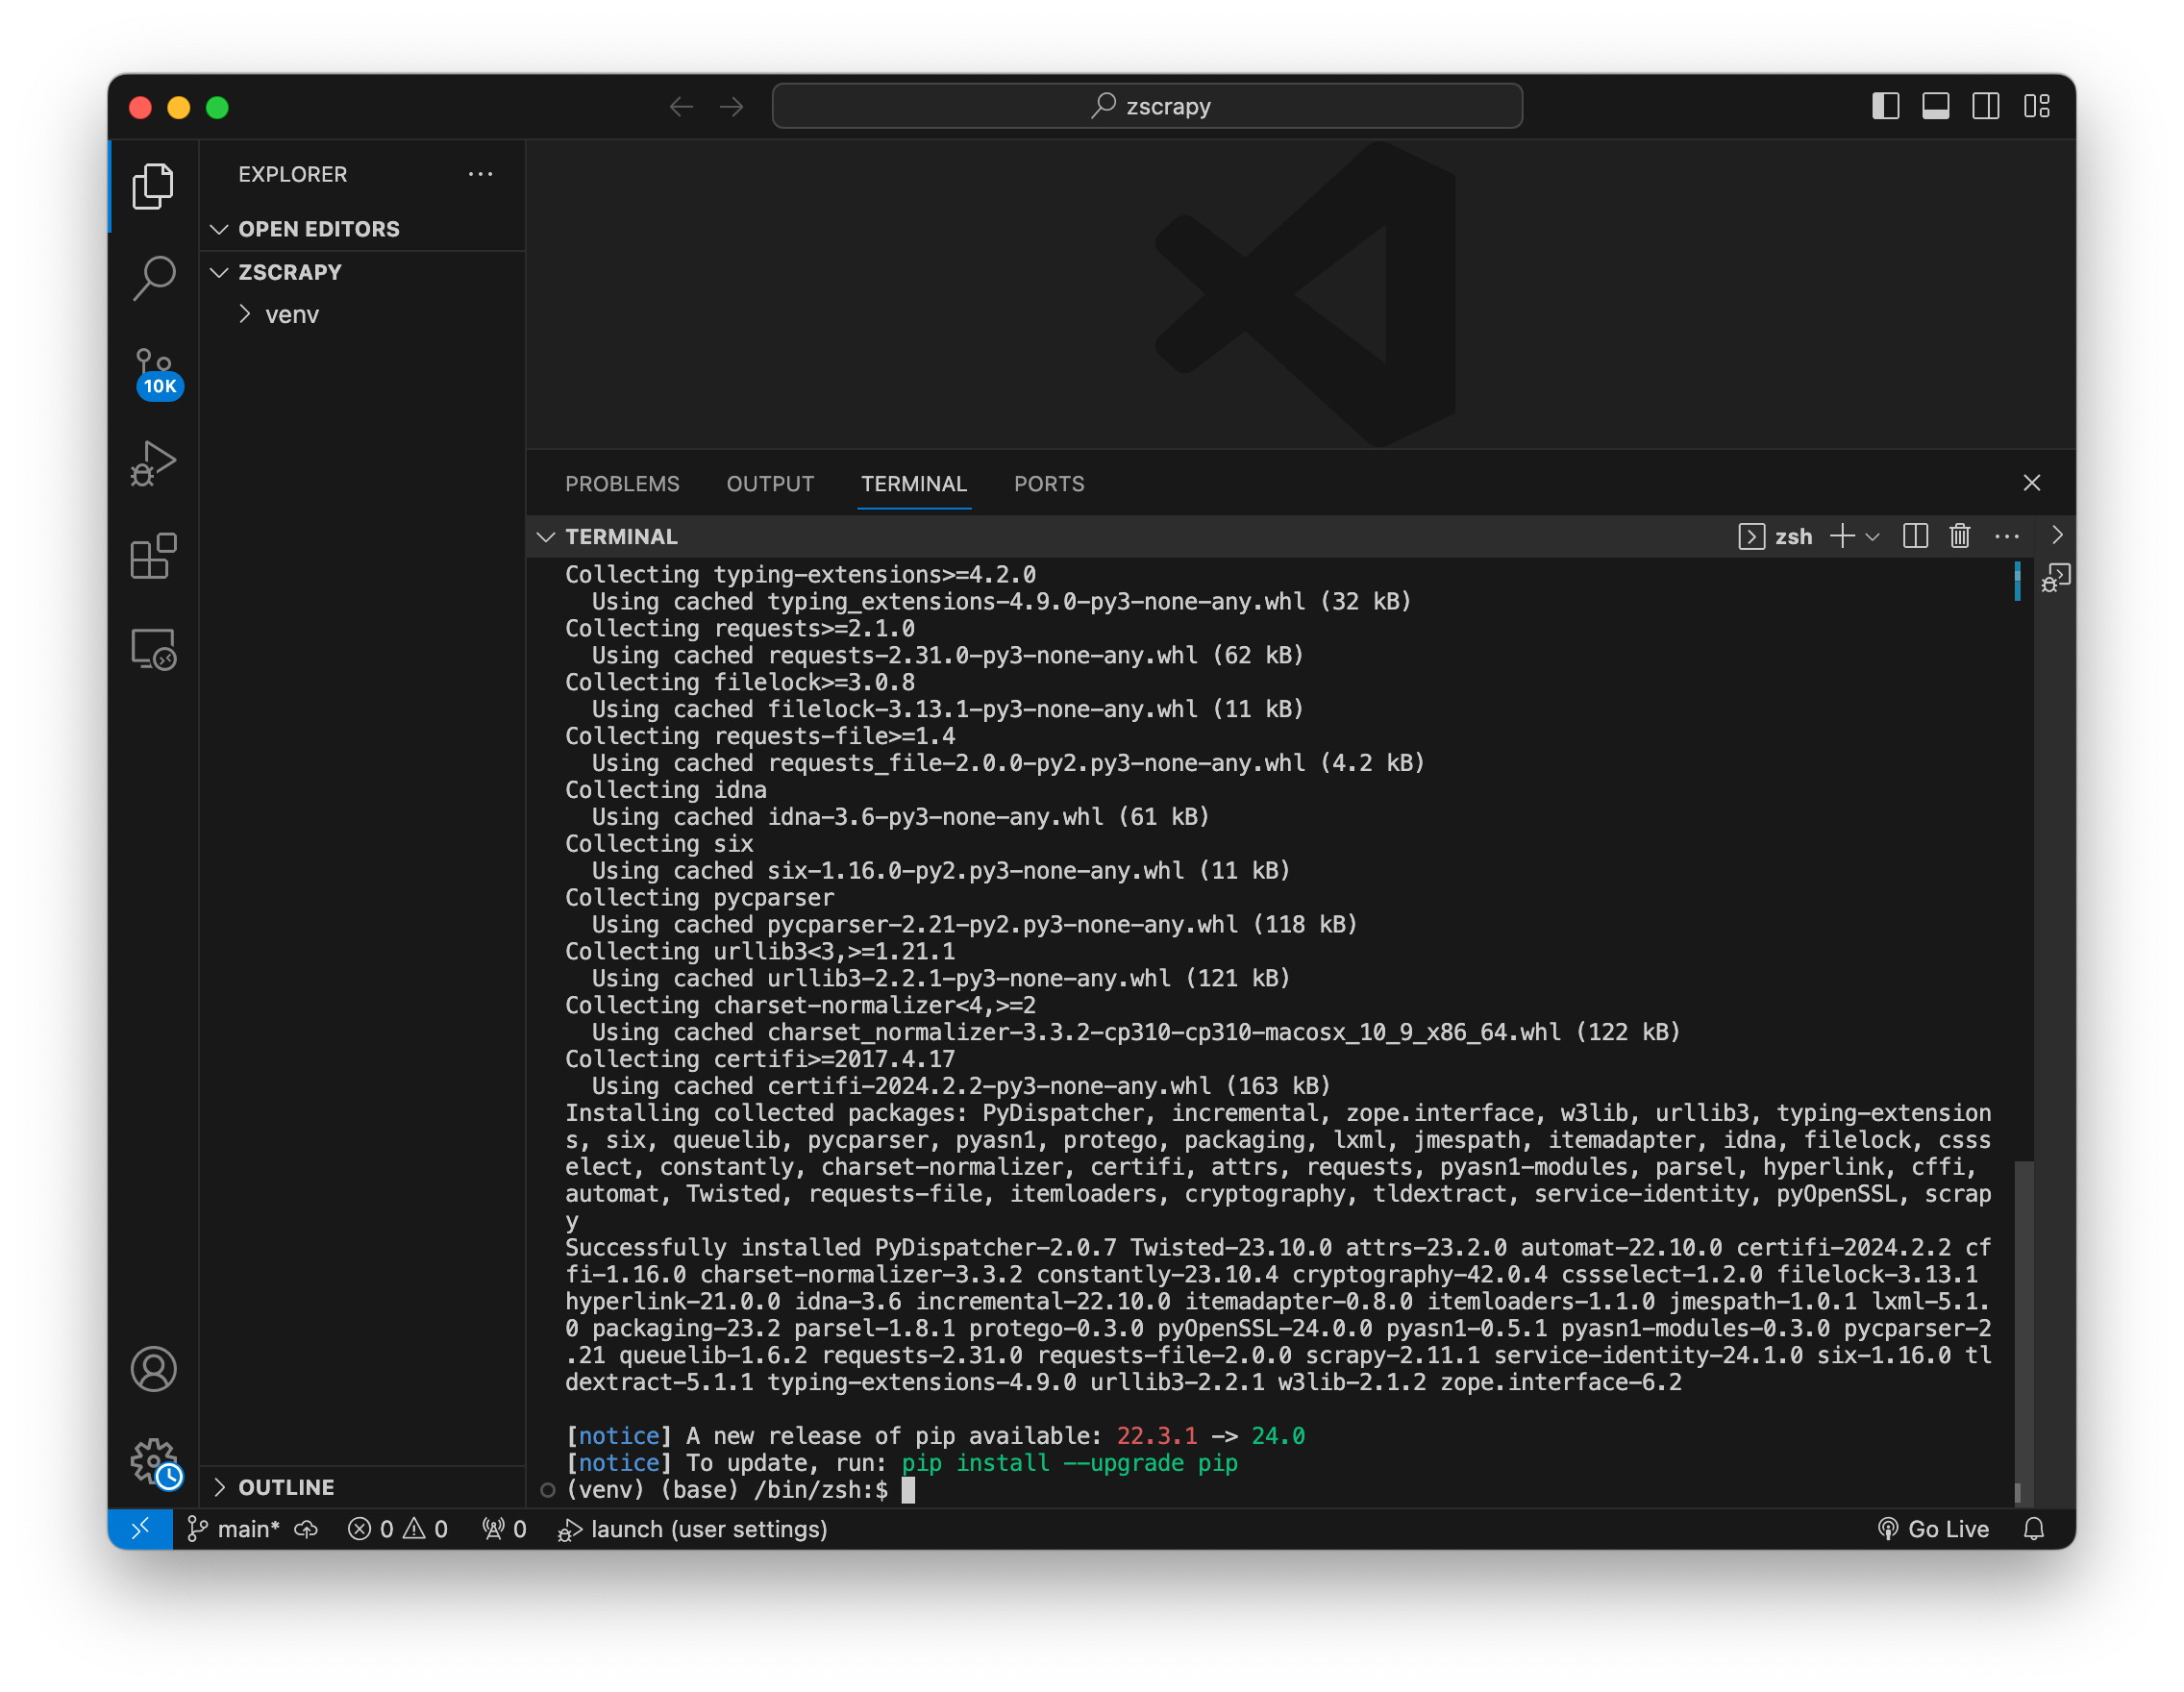 zscrapy
EXPLORER
OPEN EDITORS
ZSCRAPY
venv
10K
OUTLINE
PROBLEMS OUTPUT TERMINAL PORTS
TERMINAL
zsh
Collecting typing-extensions>=4.2.0
  Using cached typing_extensions-4.9.0-py3-none-any.whl (32 kB)
Collecting requests>=2.1.0
  Using cached requests-2.31.0-py3-none-any.whl (62 kB)
Collecting filelock>=3.0.8
  Using cached filelock-3.13.1-py3-none-any.whl (11 kB)
Collecting requests-file>=1.4
  Using cached requests_file-2.0.0-py2.py3-none-any.whl (4.2 kB)
Collecting idna
  Using cached idna-3.6-py3-none-any.whl (61 kB)
Collecting six
  Using cached six-1.16.0-py2.py3-none-any.whl (11 kB)
Collecting pycparser
  Using cached pycparser-2.21-py2.py3-none-any.whl (118 kB)
Collecting urllib3<3,>=1.21.1
  Using cached urllib3-2.2.1-py3-none-any.whl (121 kB)
Collecting charset-normalizer<4,>=2
  Using cached charset_normalizer-3.3.2-cp310-cp310-macosx_10_9_x86_64.whl (122 kB)
Collecting certifi>=2017.4.17
  Using cached certifi-2024.2.2-py3-none-any.whl (163 kB)
Installing collected packages: PyDispatcher, incremental, zope.interface, w3lib, urllib3, typing-extension
s, six, queuelib, pycparser, pyasn1, protego, packaging, lxml, jmespath, itemadapter, idna, filelock, csss
elect, constantly, charset-normalizer, certifi, attrs, requests, pyasn1-modules, parsel, hyperlink, cffi,
automat, Twisted, requests-file, itemloaders, cryptography, tldextract, service-identity, pyOpenSSL, scrap
y
Successfully installed PyDispatcher-2.0.7 Twisted-23.10.0 attrs-23.2.0 automat-22.10.0 certifi-2024.2.2 cf
fi-1.16.0 charset-normalizer-3.3.2 constantly-23.10.4 cryptography-42.0.4 cssselect-1.2.0 filelock-3.13.1
hyperlink-21.0.0 idna-3.6 incremental-22.10.0 itemadapter-0.8.0 itemloaders-1.1.0 jmespath-1.0.1 lxml-5.1.
0 packaging-23.2 parsel-1.8.1 protego-0.3.0 pyOpenSSL-24.0.0 pyasn1-0.5.1 pyasn1-modules-0.3.0 pycparser-2
.21 queuelib-1.6.2 requests-2.31.0 requests-file-2.0.0 scrapy-2.11.1 service-identity-24.1.0 six-1.16.0 tl
dextract-5.1.1 typing-extensions-4.9.0 urllib3-2.2.1 w3lib-2.1.2 zope.interface-6.2
[notice] A new release of pip available: 22.3.1 -> 24.0
[notice] To update, run: pip install --upgrade pip
(venv) (base) /bin/zsh:$
main* 0 0 0 launch (user settings) Go Live